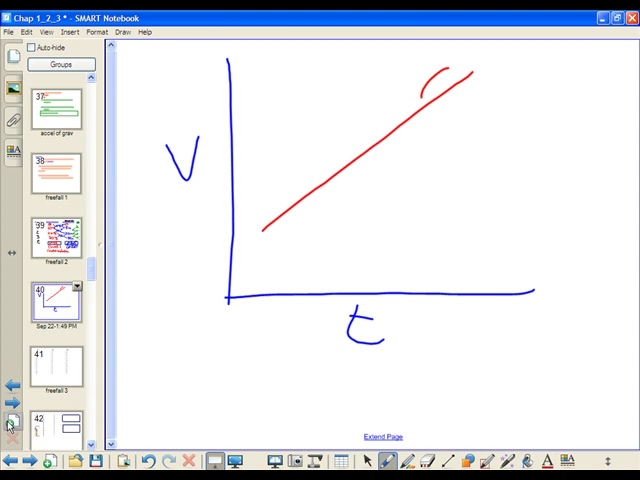 Chap 1_2_3 * - SMART Notebook
File Edit View Insert Format Draw Help
Auto-hide
Groups
37
accel of grav
38
freefall 1
39
freefall 2
40
V
t
Sep 22-1:49 PM
41
freefall 3
42
V
t
Extend Page
A